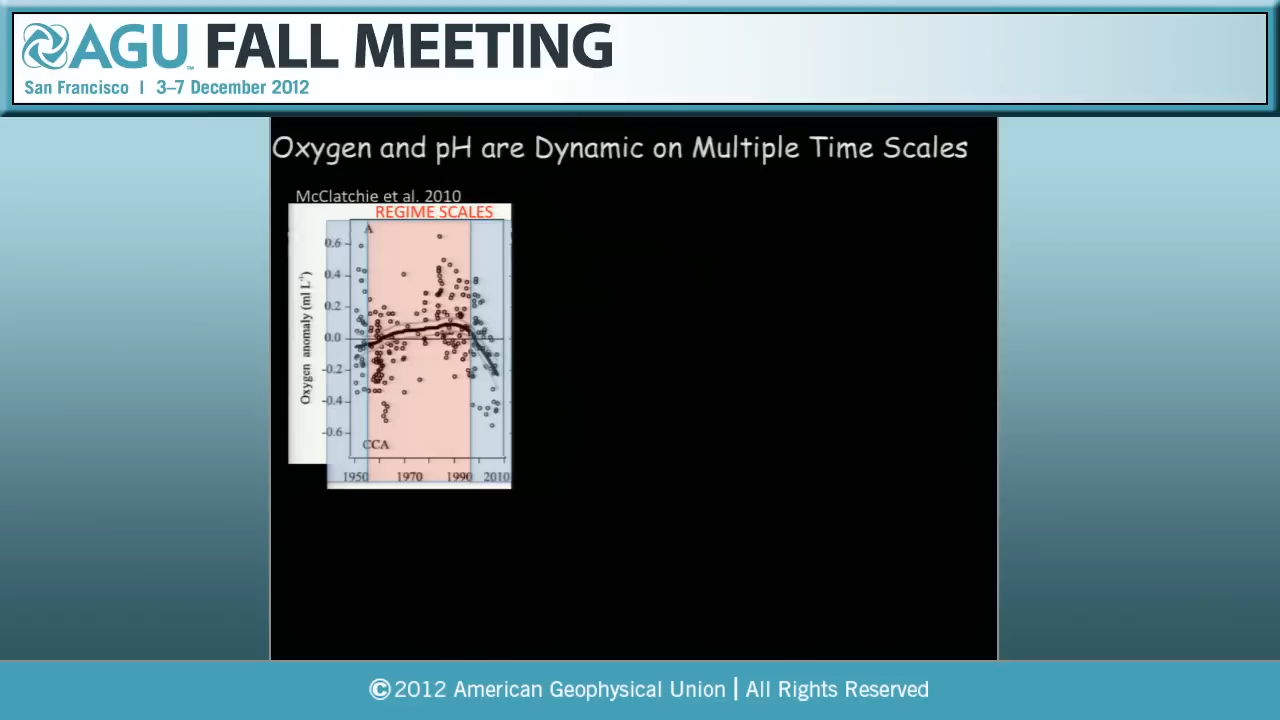 AGU™ FALL MEETING
San Francisco | 3–7 December 2012
Oxygen and pH are Dynamic on Multiple Time Scales
McClatchie et al. 2010
REGIME SCALES
A
0.6
0.4
0.2
0.0
-0.2
-0.4
-0.6
Oxygen anomaly (ml L⁻¹)
CCA
1950 1970 1990 2010
©2012 American Geophysical Union | All Rights Reserved